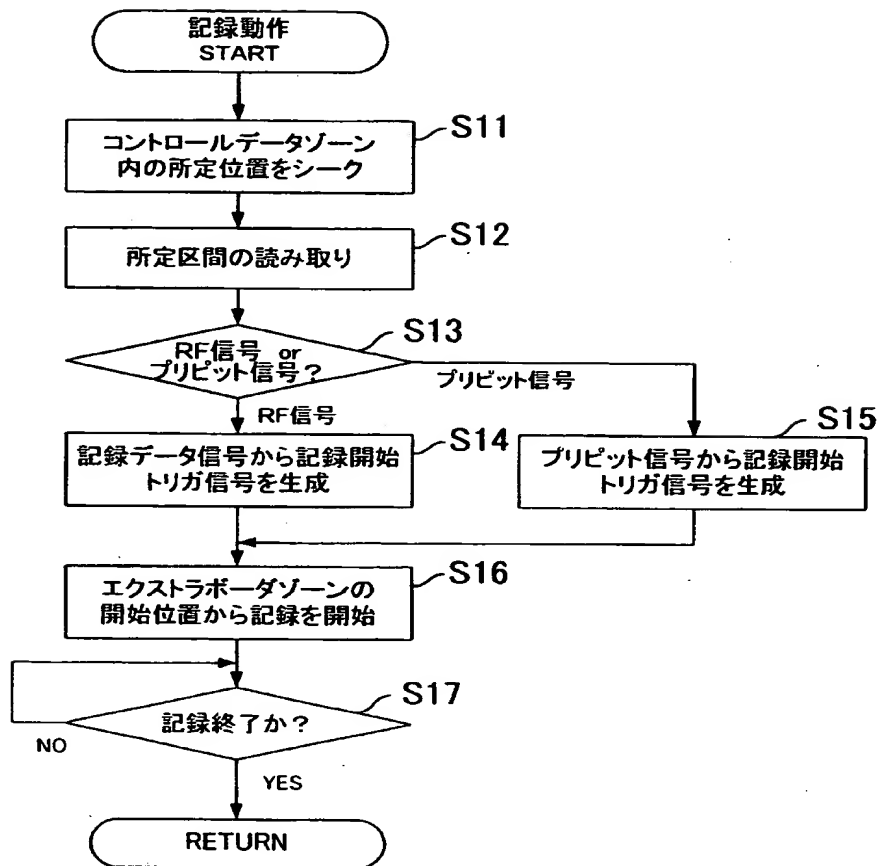 記録動作
START
S11
コントロールデータゾーン
内の所定位置をシーク
S12
所定区間の読み取り
S13
RF信号 or
プリピット信号?
プリピット信号
RF信号
S14
記録データ信号から記録開始
トリガ信号を生成
S15
プリピット信号から記録開始
トリガ信号を生成
S16
エクストラボーダゾーンの
開始位置から記録を開始
S17
記録終了か?
NO
YES
RETURN